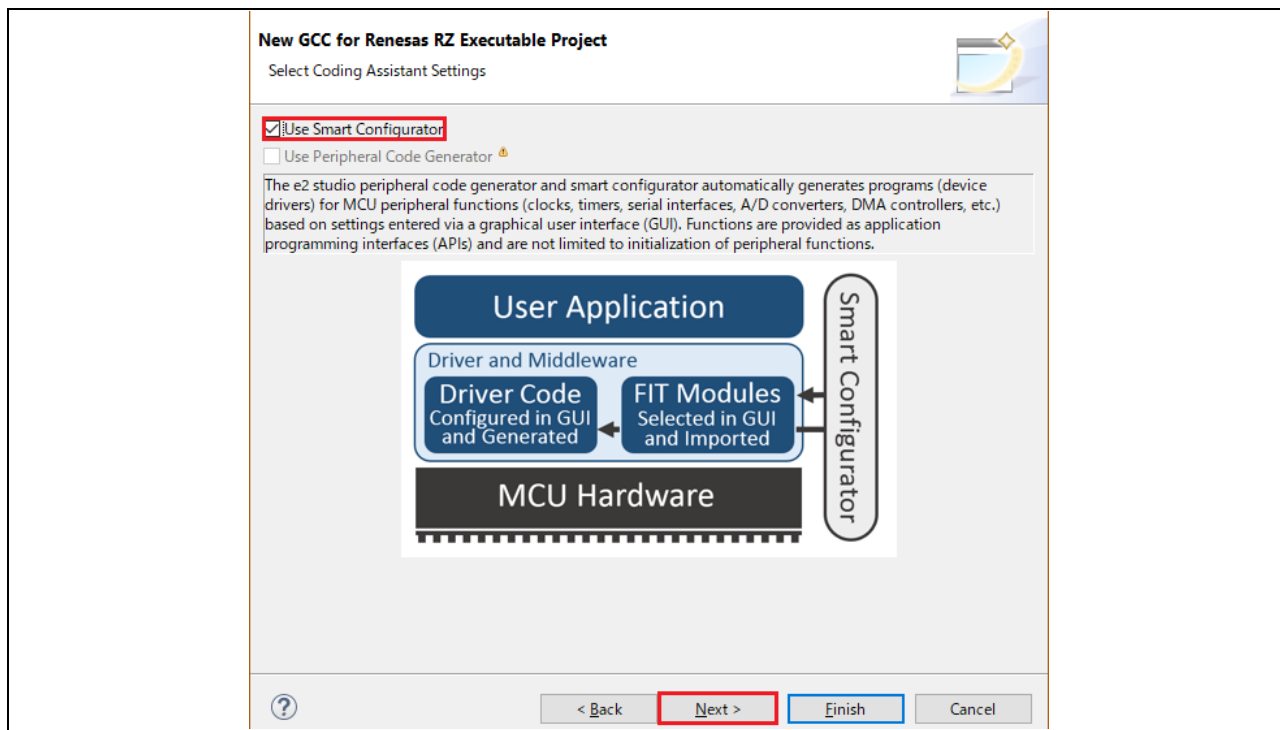 New GCC for Renesas RZ Executable Project
Select Coding Assistant Settings
Use Smart Configurator
Use Peripheral Code Generator
The e2 studio peripheral code generator and smart configurator automatically generates programs (device
drivers) for MCU peripheral functions (clocks, timers, serial interfaces, A/D converters, DMA controllers, etc.)
based on settings entered via a graphical user interface (GUI). Functions are provided as application
programming interfaces (APIs) and are not limited to initialization of peripheral functions.
User Application
Driver and Middleware
Driver Code
Configured in GUI
and Generated
FIT Modules
Selected in GUI
and Imported
MCU Hardware
Smart Configurator
?
< Back
Next >
Finish
Cancel